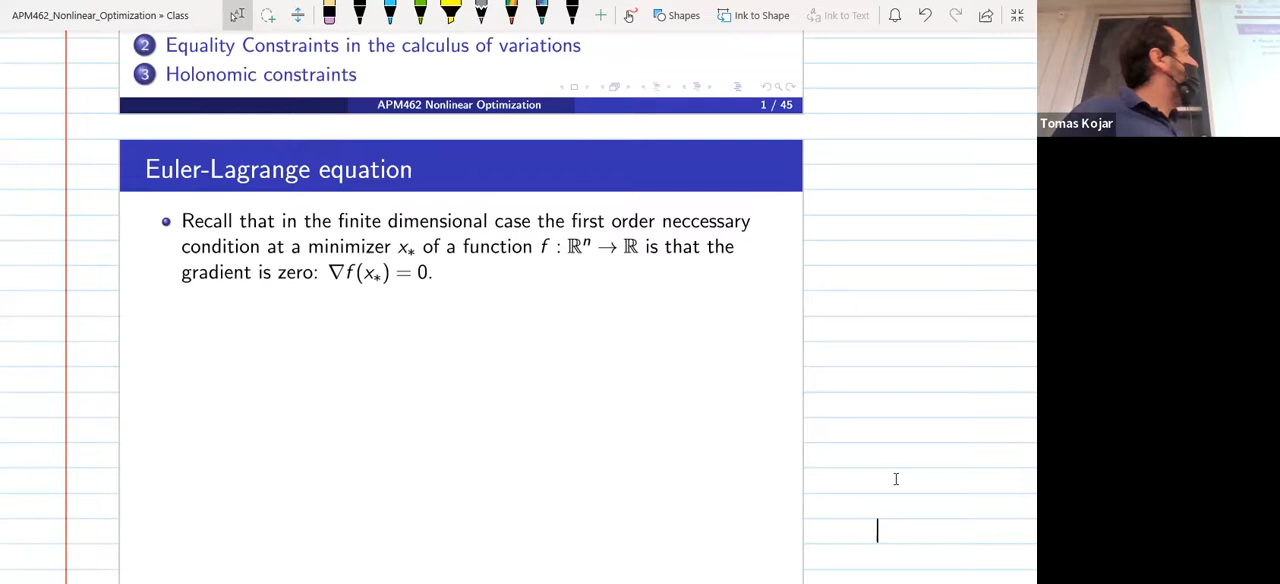 APM462_Nonlinear_Optimization » Class
Shapes
Ink to Shape
Ink to Text
2 Equality Constraints in the calculus of variations
3 Holonomic constraints
APM462 Nonlinear Optimization 1 / 45
Euler-Lagrange equation
Recall that in the finite dimensional case the first order neccessary
condition at a minimizer x∗ of a function f : ℝⁿ → ℝ is that the
gradient is zero: ∇f(x∗) = 0.
Tomas Kojar